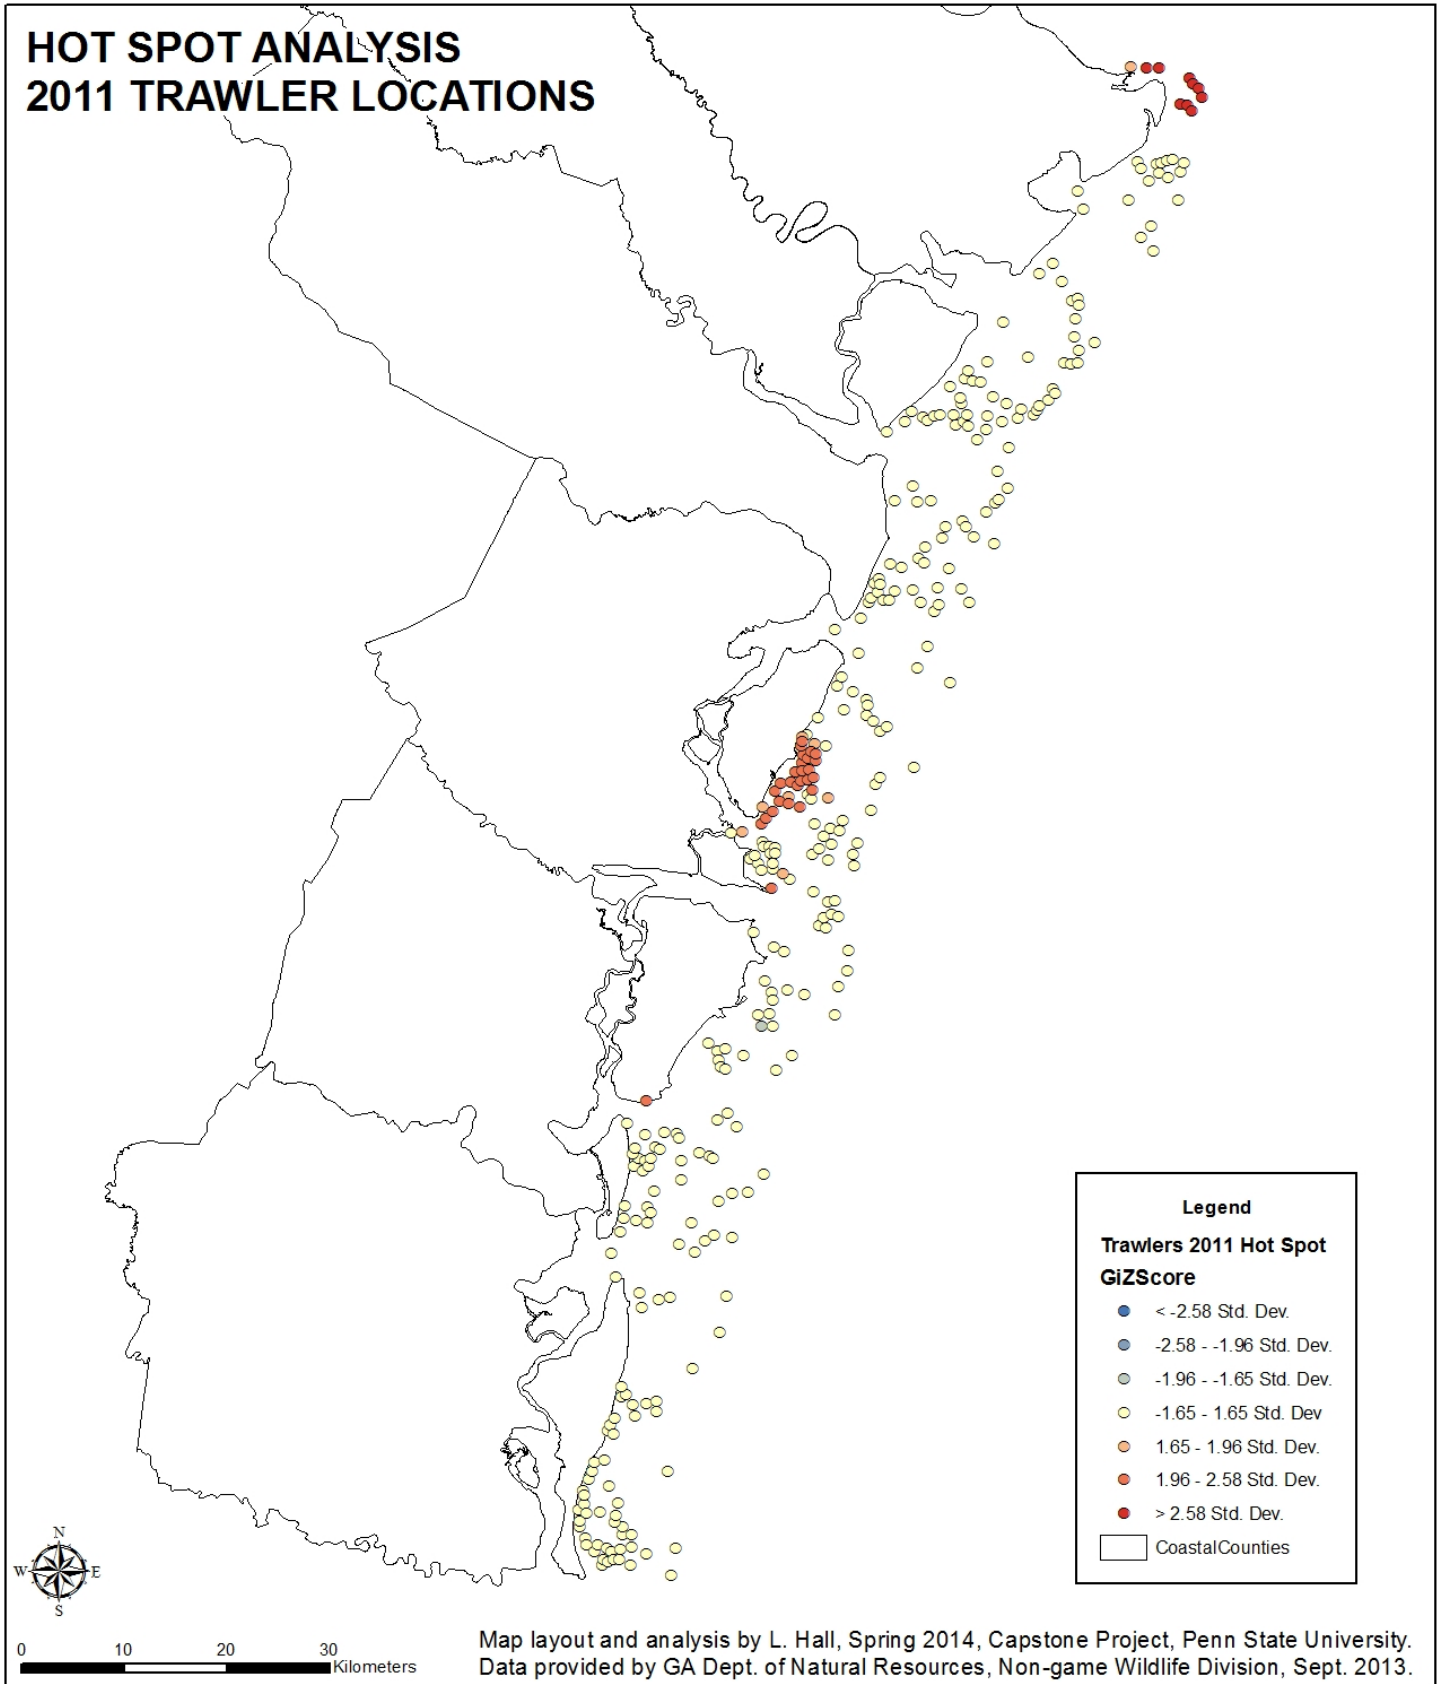 HOT SPOT ANALYSIS
2011 TRAWLER LOCATIONS
Legend
Trawlers 2011 Hot Spot
GiZScore
< -2.58 Std. Dev.
-2.58 - -1.96 Std. Dev.
-1.96 - -1.65 Std. Dev.
-1.65 - 1.65 Std. Dev
1.65 - 1.96 Std. Dev.
1.96 - 2.58 Std. Dev.
> 2.58 Std. Dev.
CoastalCounties
N
W E
S
0 10 20 30
Kilometers
Map layout and analysis by L. Hall, Spring 2014, Capstone Project, Penn State University.
Data provided by GA Dept. of Natural Resources, Non-game Wildlife Division, Sept. 2013.